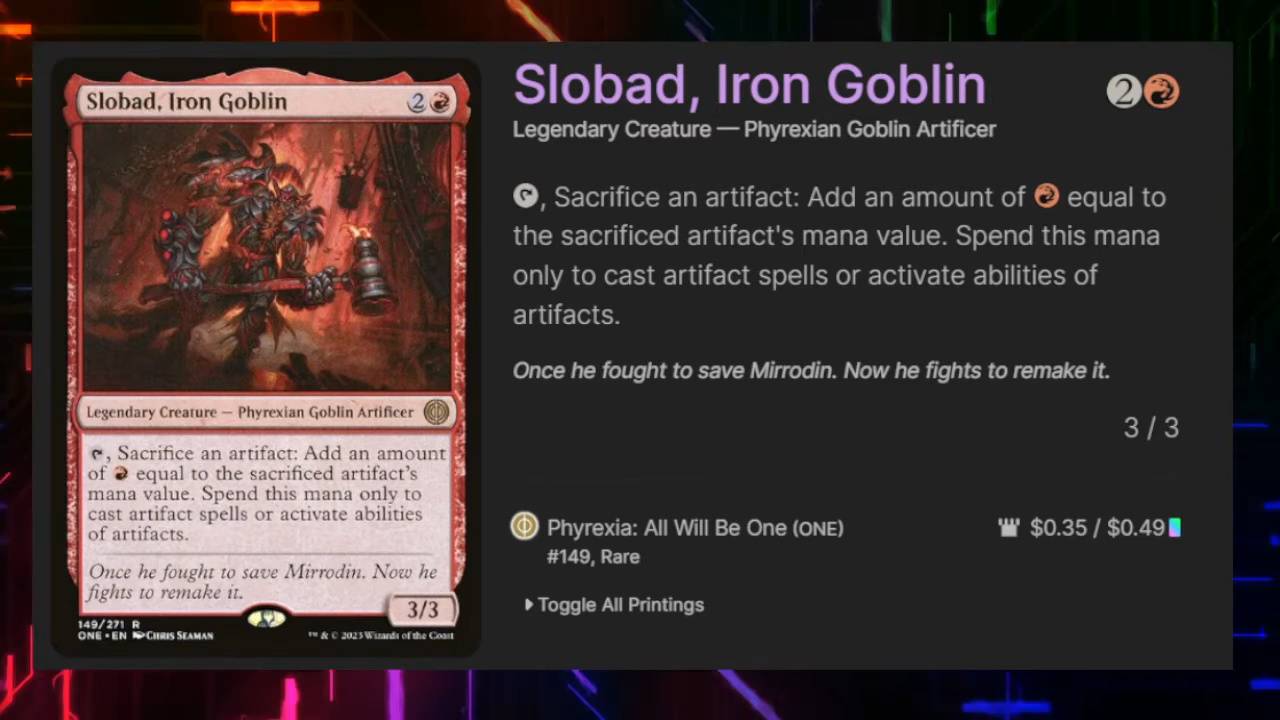 Slobad, Iron Goblin 2
Legendary Creature — Phyrexian Goblin Artificer
, Sacrifice an artifact: Add an amount
of equal to the sacrificed artifact's
mana value. Spend this mana only to
cast artifact spells or activate abilities
of artifacts.
Once he fought to save Mirrodin. Now he
fights to remake it.
3/3
149/271 R
ONE • EN Chris Seaman
™ & © 2023 Wizards of the Coast
Slobad, Iron Goblin 2
Legendary Creature — Phyrexian Goblin Artificer
, Sacrifice an artifact: Add an amount of equal to
the sacrificed artifact's mana value. Spend this mana
only to cast artifact spells or activate abilities of
artifacts.
Once he fought to save Mirrodin. Now he fights to remake it.
3 / 3
Phyrexia: All Will Be One (ONE) $0.35 / $0.49
#149, Rare
Toggle All Printings